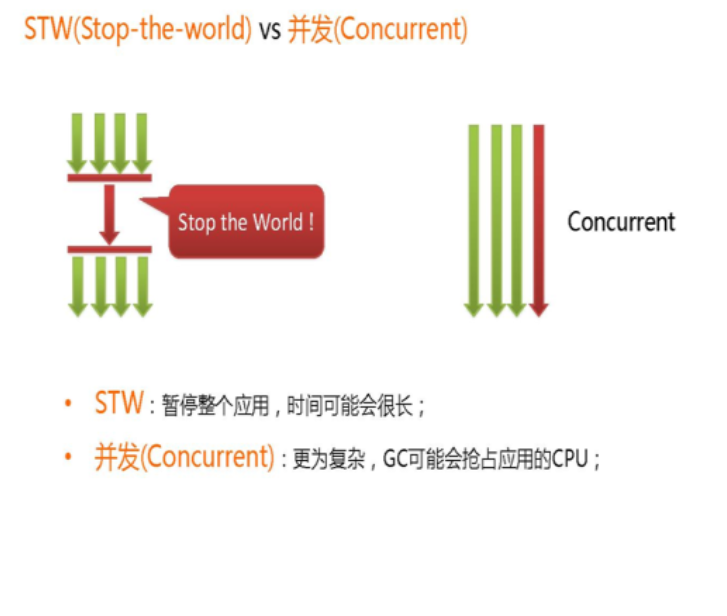 STW(Stop-the-world) vs 并发(Concurrent)
Stop the World！
Concurrent
• STW：暂停整个应用，时间可能会很长；
• 并发(Concurrent)：更为复杂，GC可能会抢占应用的CPU；